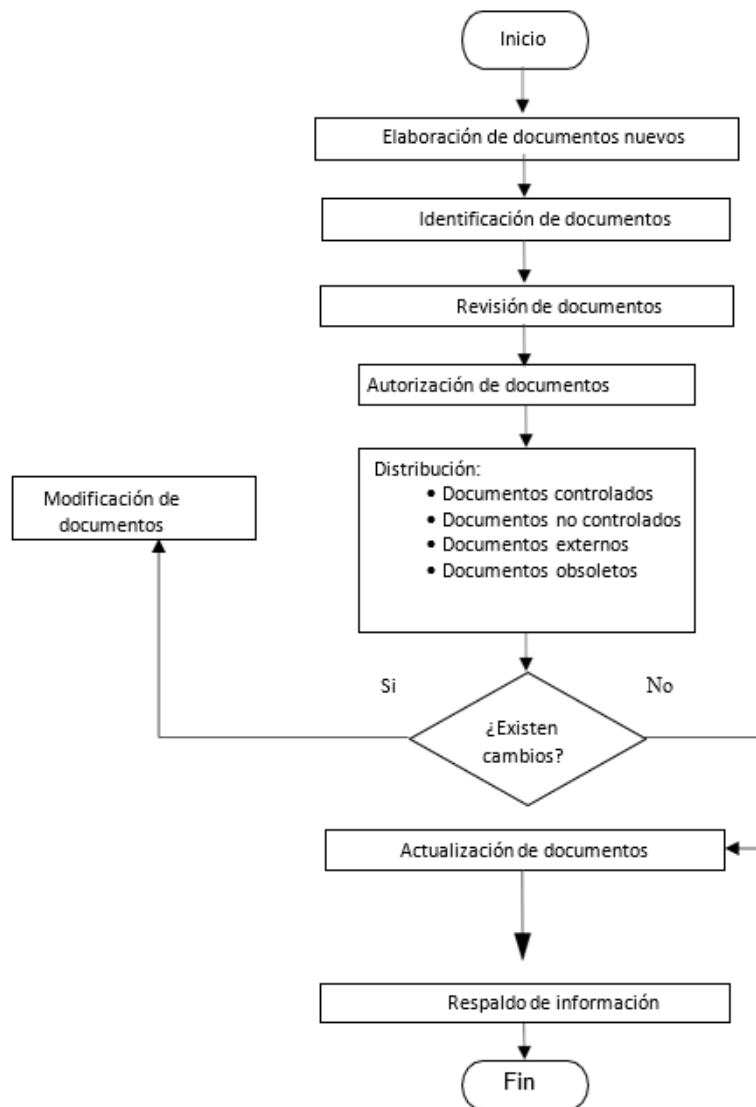 Inicio
Elaboración de documentos nuevos
Identificación de documentos
Revisión de documentos
Autorización de documentos
Distribución:
• Documentos controlados
• Documentos no controlados
• Documentos externos
• Documentos obsoletos
Modificación de
documentos
Si
No
¿Existen
cambios?
Actualización de documentos
Respaldo de información
Fin